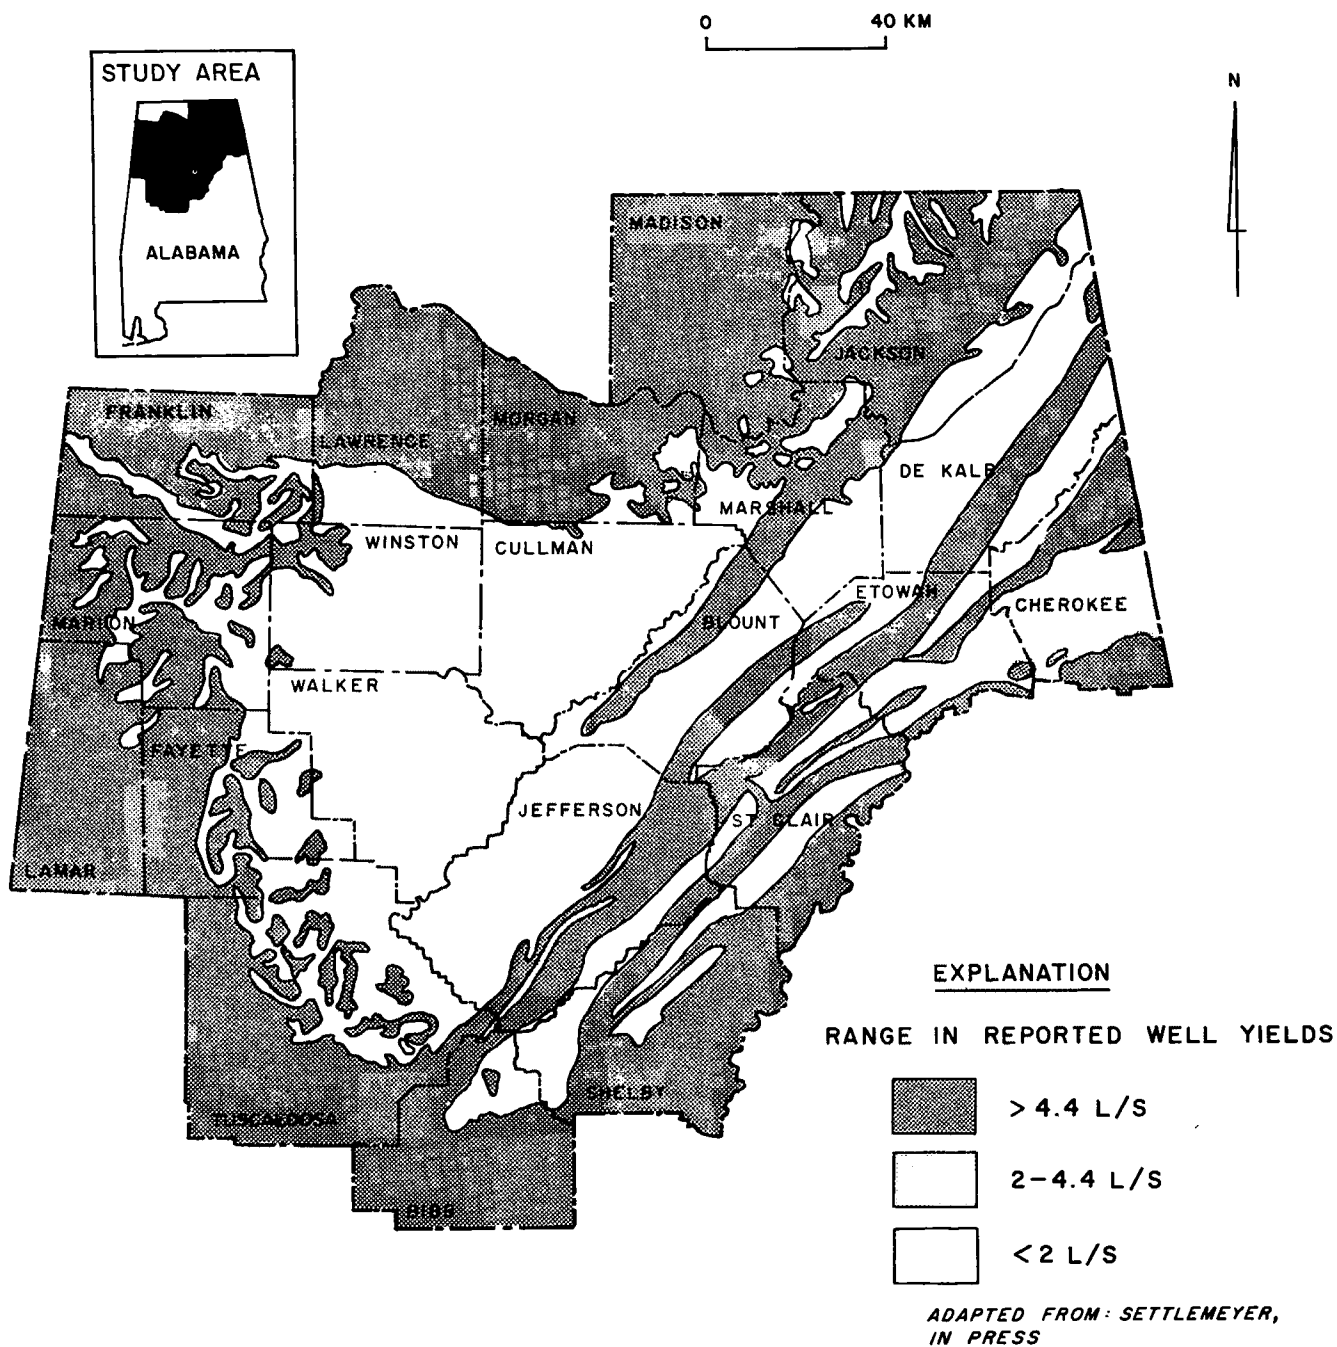 0 40 KM
STUDY AREA
ALABAMA
N
MADISON
JACKSON
FRANKLIN
LAWRENCE
MORGAN
DE KALB
MARSHALL
WINSTON
CULLMAN
ETOWAH
CHEROKEE
MARION
BLOUNT
WALKER
FAYETTE
JEFFERSON
ST CLAIR
LAMAR
SHELBY
TUSCALOOSA
BIBB
EXPLANATION
RANGE IN REPORTED WELL YIELDS
> 4.4 L/S
2-4.4 L/S
<2 L/S
ADAPTED FROM: SETTLEMEYER,
IN PRESS